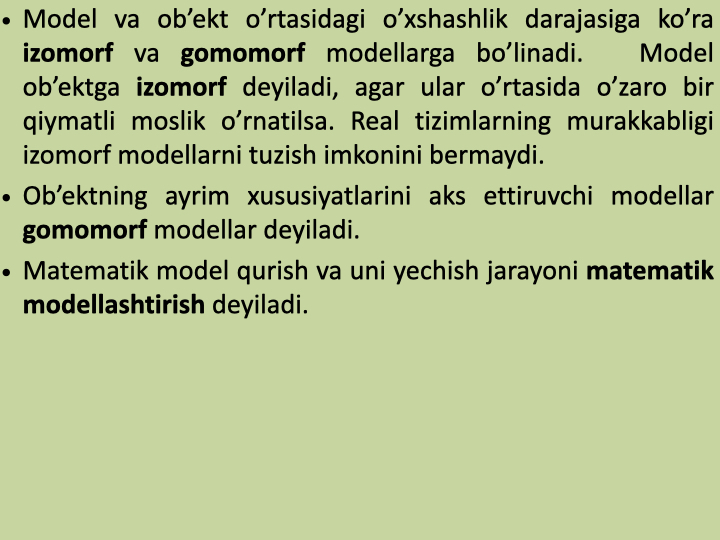 • Model va ob’ekt o’rtasidagi o’xshashlik darajasiga ko’ra
izomorf va gomomorf modellarga bo’linadi. Model
ob’ektga izomorf deyiladi, agar ular o’rtasida o’zaro bir
qiymatli moslik o’rnatilsa. Real tizimlarning murakkabligi
izomorf modellarni tuzish imkonini bermaydi.
• Ob’ektning ayrim xususiyatlarini aks ettiruvchi modellar
gomomorf modellar deyiladi.
• Matematik model qurish va uni yechish jarayoni matematik
modellashtirish deyiladi.